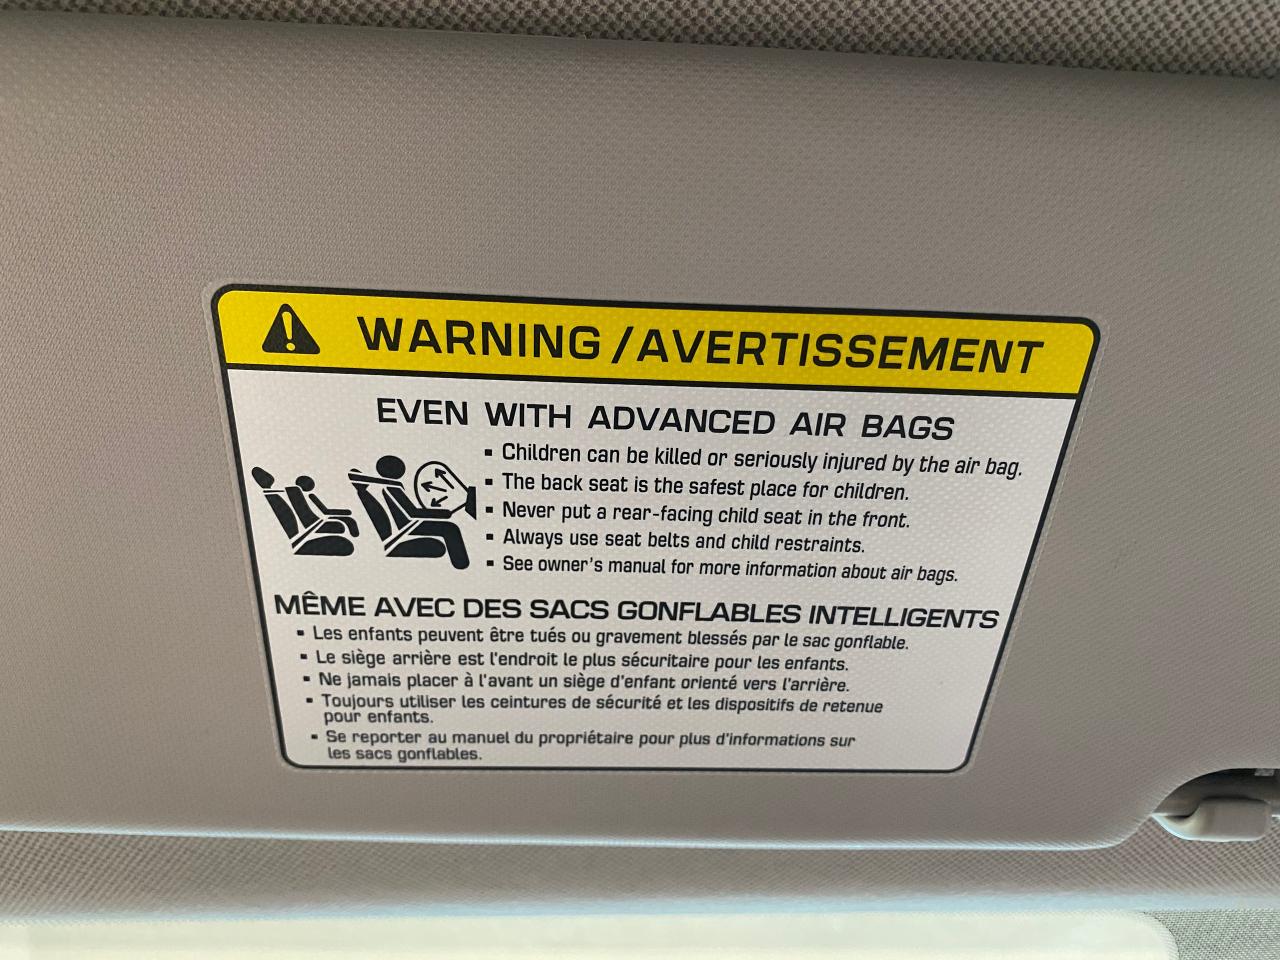 WARNING / AVERTISSEMENT
EVEN WITH ADVANCED AIR BAGS
▪ Children can be killed or seriously injured by the air bag.
▪ The back seat is the safest place for children.
▪ Never put a rear-facing child seat in the front.
▪ Always use seat belts and child restraints.
▪ See owner's manual for more information about air bags.
MÊME AVEC DES SACS GONFLABLES INTELLIGENTS
▪ Les enfants peuvent être tués ou gravement blessés par le sac gonflable.
▪ Le siège arrière est l'endroit le plus sécuritaire pour les enfants.
▪ Ne jamais placer à l'avant un siège d'enfant orienté vers l'arrière.
▪ Toujours utiliser les ceintures de sécurité et les dispositifs de retenue
pour enfants.
▪ Se reporter au manuel du propriétaire pour plus d'informations sur
les sacs gonflables.